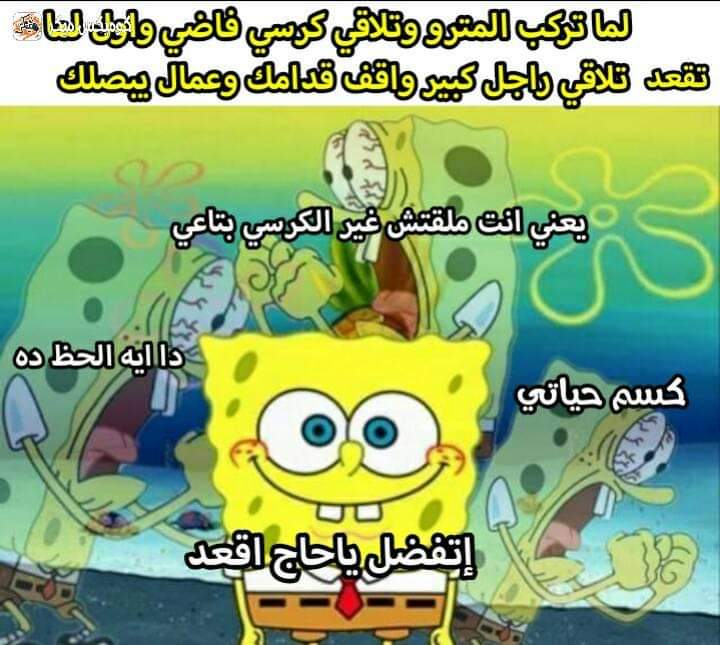 لما تركب المترو وتلاقي كرسي فاضي واول لما
تقعد تلاقي راجل كبير واقف قدامك وعمال يبصلك
يعني انت ملقتش غير الكرسي بتاعي
دا ايه الحظ ده
كسم حياتي
إتفضل ياحاج اقعد